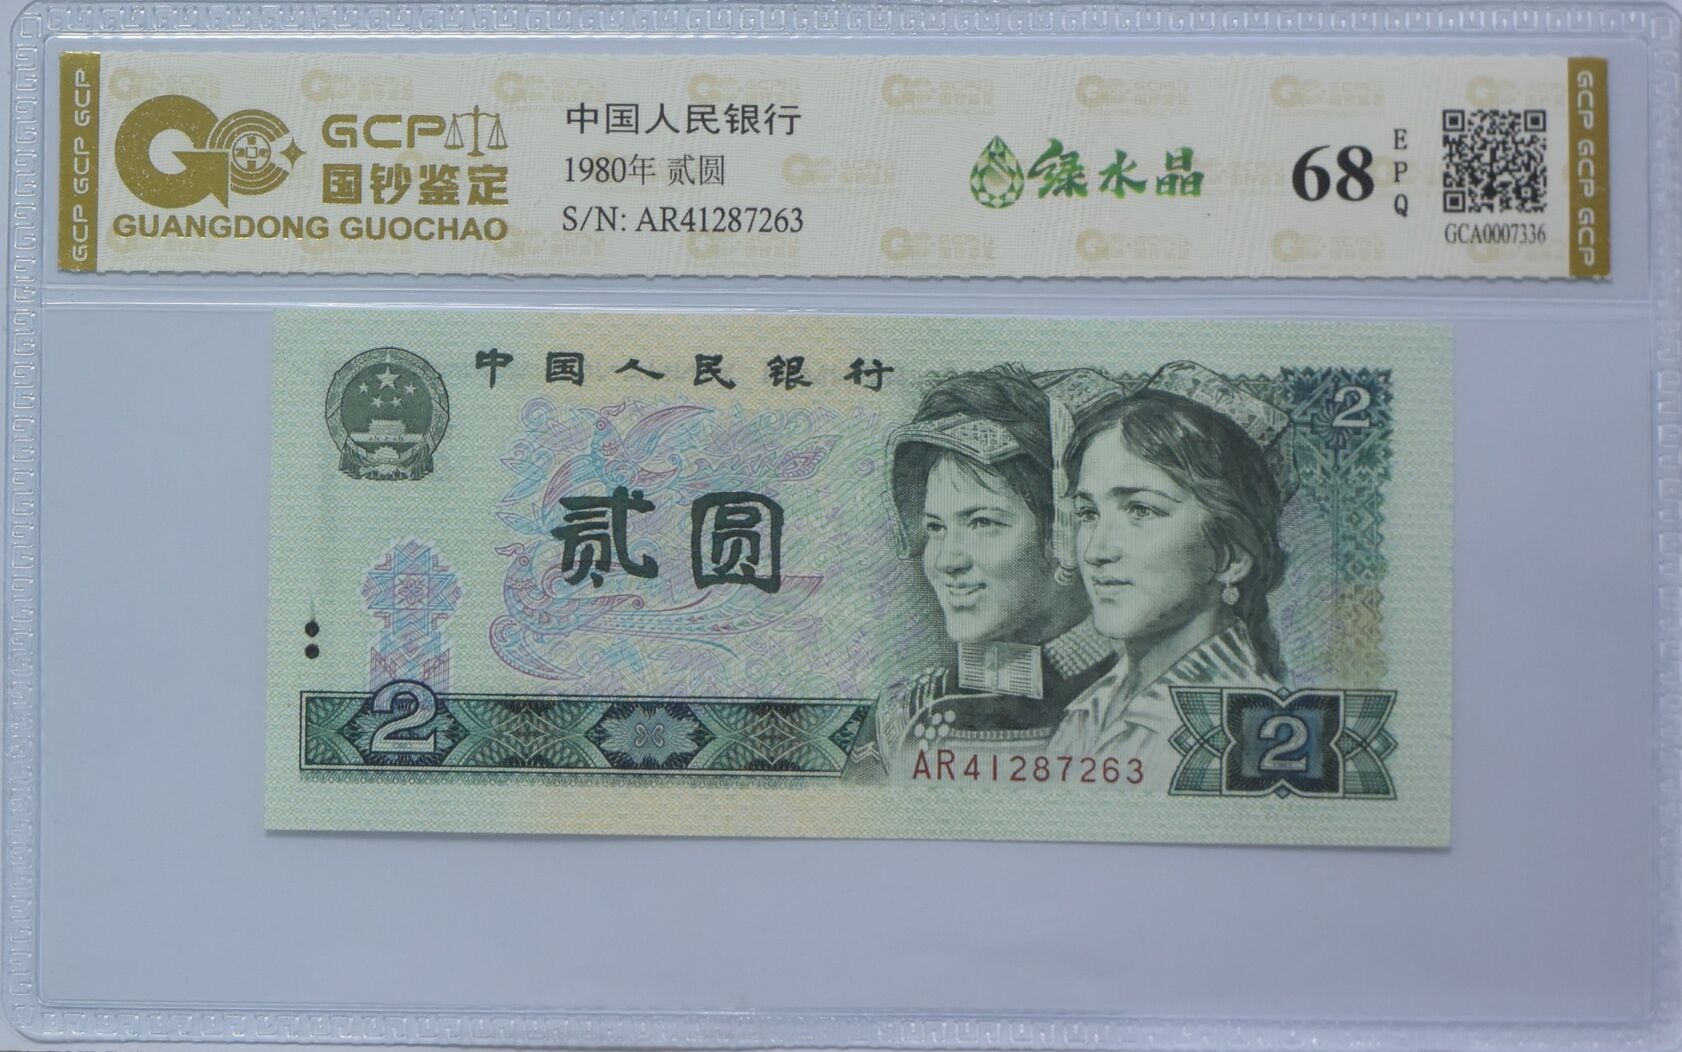 GCP GCP GCP
GCP
国钞鉴定
GUANGDONG GUOCHAO
中国人民银行
1980年 贰圆
S/N: AR41287263
绿水晶
68
EPQ
GCA0007336
GCP GCP GCP
中国人民银行
2
贰圆
2
AR41287263
2